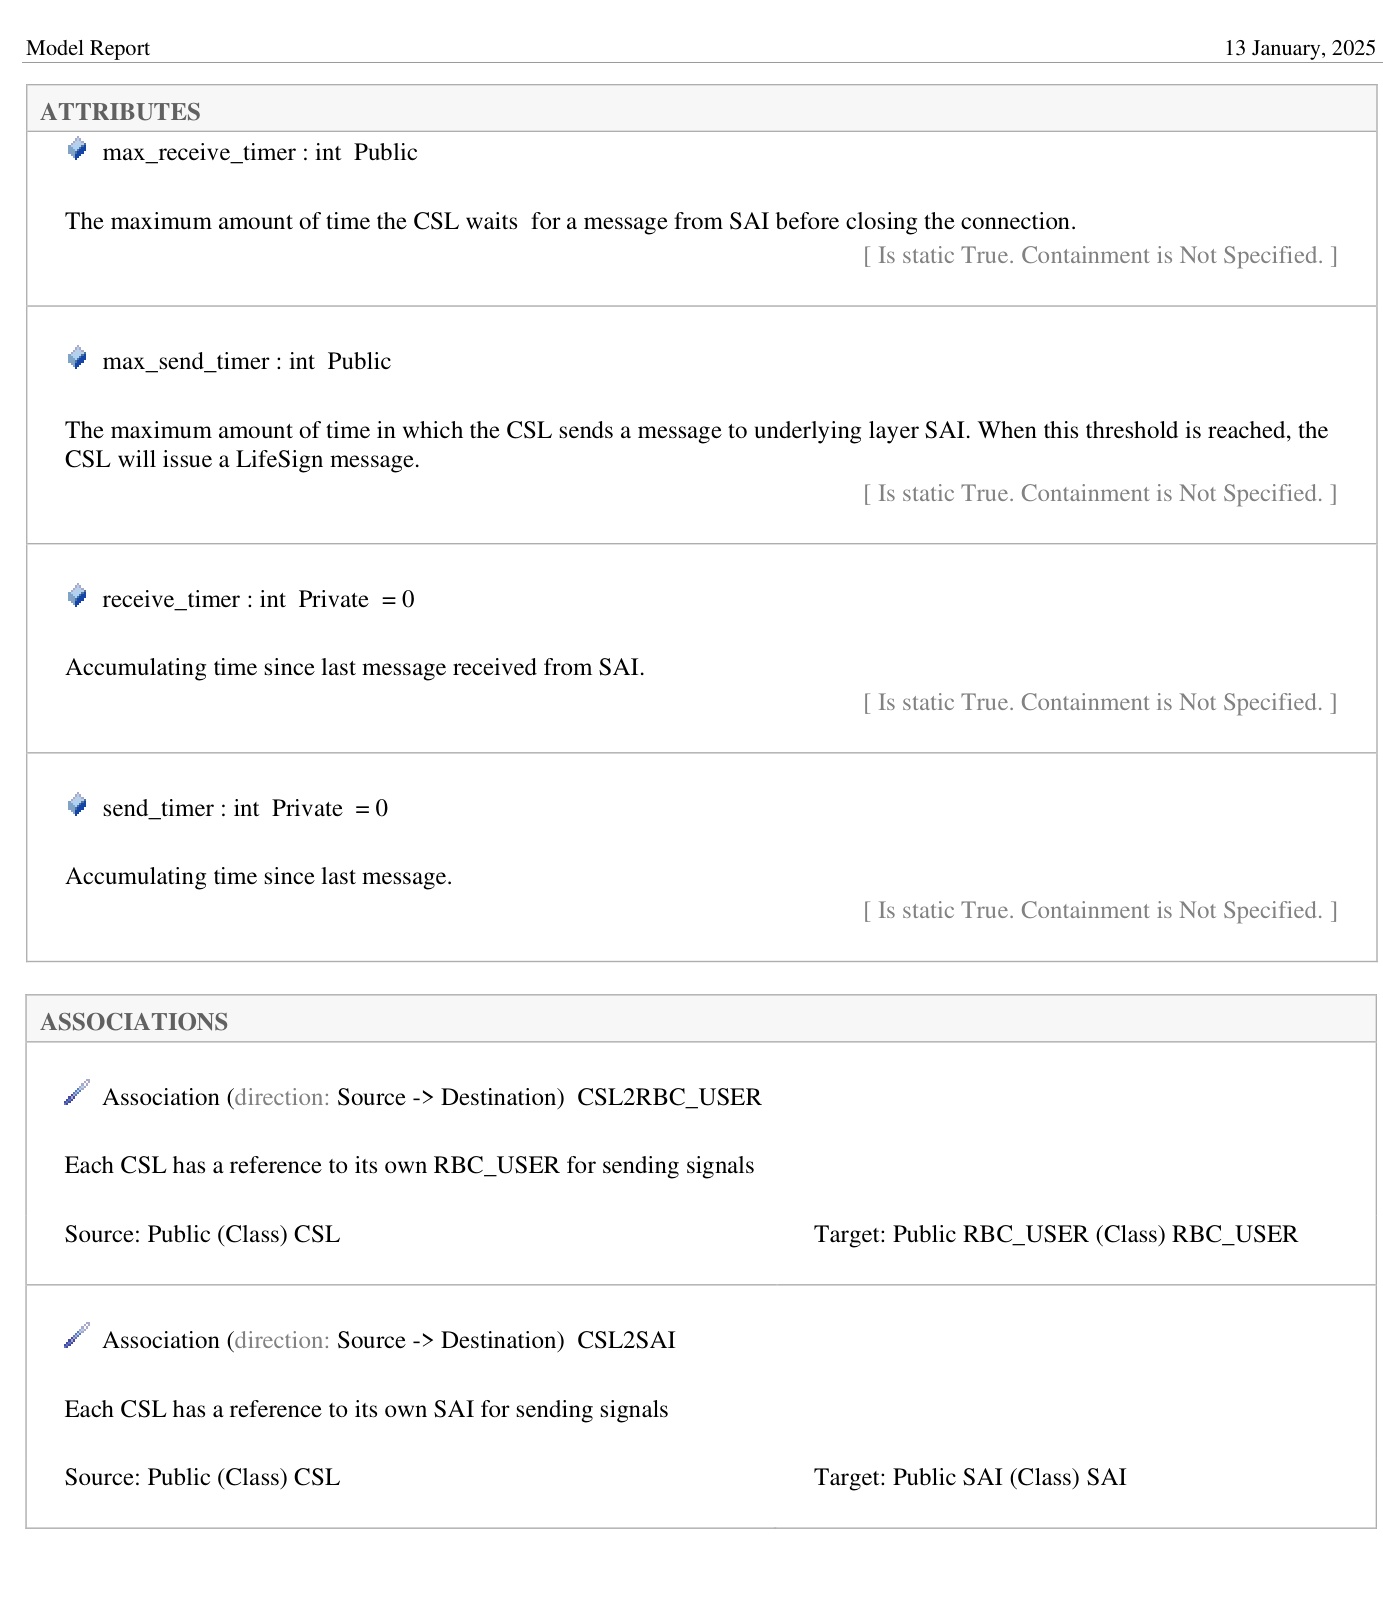 Model Report 13 January, 2025
ATTRIBUTES
max_receive_timer : int  Public
The maximum amount of time the CSL waits  for a message from SAI before closing the connection.
[ Is static True. Containment is Not Specified. ]
max_send_timer : int  Public
The maximum amount of time in which the CSL sends a message to underlying layer SAI. When this threshold is reached, the
CSL will issue a LifeSign message.
[ Is static True. Containment is Not Specified. ]
receive_timer : int  Private  = 0
Accumulating time since last message received from SAI.
[ Is static True. Containment is Not Specified. ]
send_timer : int  Private  = 0
Accumulating time since last message.
[ Is static True. Containment is Not Specified. ]
ASSOCIATIONS
Association (direction: Source -> Destination)  CSL2RBC_USER
Each CSL has a reference to its own RBC_USER for sending signals
Source: Public (Class) CSL Target: Public RBC_USER (Class) RBC_USER
Association (direction: Source -> Destination)  CSL2SAI
Each CSL has a reference to its own SAI for sending signals
Source: Public (Class) CSL Target: Public SAI (Class) SAI